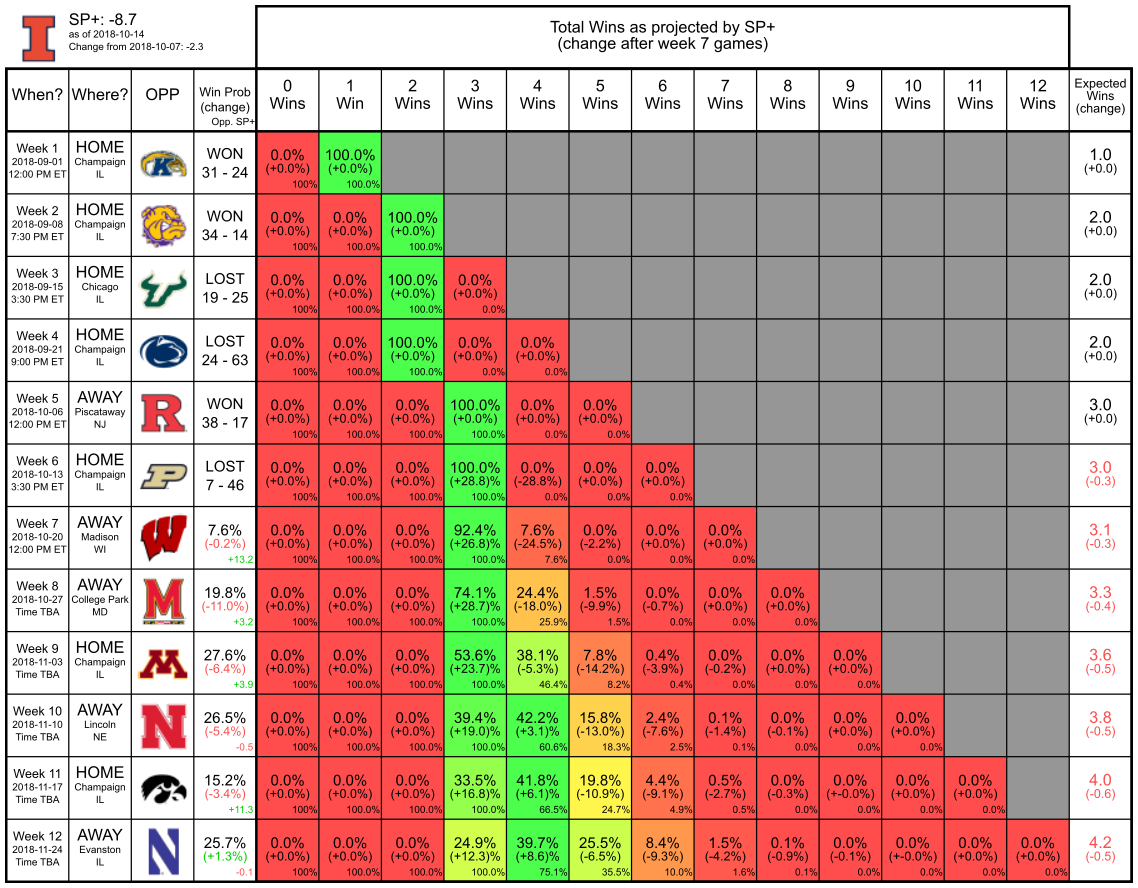 SP+: -8.7
as of 2018-10-14
Change from 2018-10-07: -2.3
Total Wins as projected by SP+
(change after week 7 games)
When? Where? OPP Win Prob (change) Opp. SP+ 0 Wins 1 Win 2 Wins 3 Wins 4 Wins 5 Wins 6 Wins 7 Wins 8 Wins 9 Wins 10 Wins 11 Wins 12 Wins Expected Wins (change)
Week 1 HOME WON 0.0% 100.0% 1.0
2018-09-01 Champaign (+0.0%) (+0.0%) (+0.0)
12:00 PM ET IL 31 - 24 100% 100.0%
Week 2 HOME WON 0.0% 0.0% 100.0% 2.0
2018-09-08 Champaign (+0.0%) (+0.0%) (+0.0%) (+0.0)
7:30 PM ET IL 34 - 14 100% 100.0% 100.0%
Week 3 HOME LOST 0.0% 0.0% 100.0% 0.0% 2.0
2018-09-15 Chicago (+0.0%) (+0.0%) (+0.0%) (+0.0%) (+0.0)
3:30 PM ET IL 19 - 25 100% 100.0% 100.0% 0.0%
Week 4 HOME LOST 0.0% 0.0% 100.0% 0.0% 0.0% 2.0
2018-09-21 Champaign (+0.0%) (+0.0%) (+0.0%) (+0.0%) (+0.0%) (+0.0)
9:00 PM ET IL 24 - 63 100% 100.0% 100.0% 0.0% 0.0%
Week 5 AWAY R WON 0.0% 0.0% 0.0% 100.0% 0.0% 0.0% 3.0
2018-10-06 Piscataway (+0.0%) (+0.0%) (+0.0%) (+0.0%) (+0.0%) (+0.0%) (+0.0)
12:00 PM ET NJ 38 - 17 100% 100.0% 100.0% 100.0% 0.0% 0.0%
Week 6 HOME P LOST 0.0% 0.0% 0.0% 100.0% 0.0% 0.0% 0.0% 3.0
2018-10-13 Champaign (+0.0%) (+0.0%) (+0.0%) (+28.8)% (-28.8%) (+0.0%) (+0.0%) (-0.3)
3:30 PM ET IL 7 - 46 100% 100.0% 100.0% 100.0% 0.0% 0.0% 0.0%
Week 7 AWAY W 7.6% 0.0% 0.0% 0.0% 92.4% 7.6% 0.0% 0.0% 0.0% 3.1
2018-10-20 Madison (-0.2%) (+0.0%) (+0.0%) (+0.0%) (+26.8)% (-24.5%) (-2.2%) (+0.0%) (+0.0%) (-0.3)
12:00 PM ET WI +13.2 100% 100.0% 100.0% 100.0% 7.6% 0.0% 0.0% 0.0%
Week 8 AWAY M 19.8% 0.0% 0.0% 0.0% 74.1% 24.4% 1.5% 0.0% 0.0% 0.0% 3.3
2018-10-27 College Park (-11.0%) (+0.0%) (+0.0%) (+0.0%) (+28.7)% (-18.0%) (-9.9%) (-0.7%) (+0.0%) (+0.0%) (-0.4)
Time TBA MD +3.2 100% 100.0% 100.0% 100.0% 25.9% 1.5% 0.0% 0.0% 0.0%
Week 9 HOME M 27.6% 0.0% 0.0% 0.0% 53.6% 38.1% 7.8% 0.4% 0.0% 0.0% 0.0% 3.6
2018-11-03 Champaign (-6.4%) (+0.0%) (+0.0%) (+0.0%) (+23.7)% (-5.3%) (-14.2%) (-3.9%) (-0.2%) (+0.0%) (+0.0%) (-0.5)
Time TBA IL +3.9 100% 100.0% 100.0% 100.0% 46.4% 8.2% 0.4% 0.0% 0.0% 0.0%
Week 10 AWAY N 26.5% 0.0% 0.0% 0.0% 39.4% 42.2% 15.8% 2.4% 0.1% 0.0% 0.0% 0.0% 3.8
2018-11-10 Lincoln (-5.4%) (+0.0%) (+0.0%) (+0.0%) (+19.0)% (+3.1)% (-13.0%) (-7.6%) (-1.4%) (-0.1%) (+0.0%) (+0.0%) (-0.5)
Time TBA NE -0.5 100% 100.0% 100.0% 100.0% 60.6% 18.3% 2.5% 0.1% 0.0% 0.0% 0.0%
Week 11 HOME 15.2% 0.0% 0.0% 0.0% 33.5% 41.8% 19.8% 4.4% 0.5% 0.0% 0.0% 0.0% 0.0% 4.0
2018-11-17 Champaign (-3.4%) (+0.0%) (+0.0%) (+0.0%) (+16.8)% (+6.1)% (-10.9%) (-9.1%) (-2.7%) (-0.3%) (+-0.0%) (+0.0%) (+0.0%) (-0.6)
Time TBA IL +11.3 100% 100.0% 100.0% 100.0% 66.5% 24.7% 4.9% 0.5% 0.0% 0.0% 0.0% 0.0%
Week 12 AWAY N 25.7% 0.0% 0.0% 0.0% 24.9% 39.7% 25.5% 8.4% 1.5% 0.1% 0.0% 0.0% 0.0% 0.0% 4.2
2018-11-24 Evanston (+1.3%) (+0.0%) (+0.0%) (+0.0%) (+12.3)% (+8.6)% (-6.5%) (-9.3%) (-4.2%) (-0.9%) (-0.1%) (+-0.0%) (+0.0%) (+0.0%) (-0.5)
Time TBA IL -0.1 100% 100.0% 100.0% 100.0% 75.1% 35.5% 10.0% 1.6% 0.1% 0.0% 0.0% 0.0% 0.0%